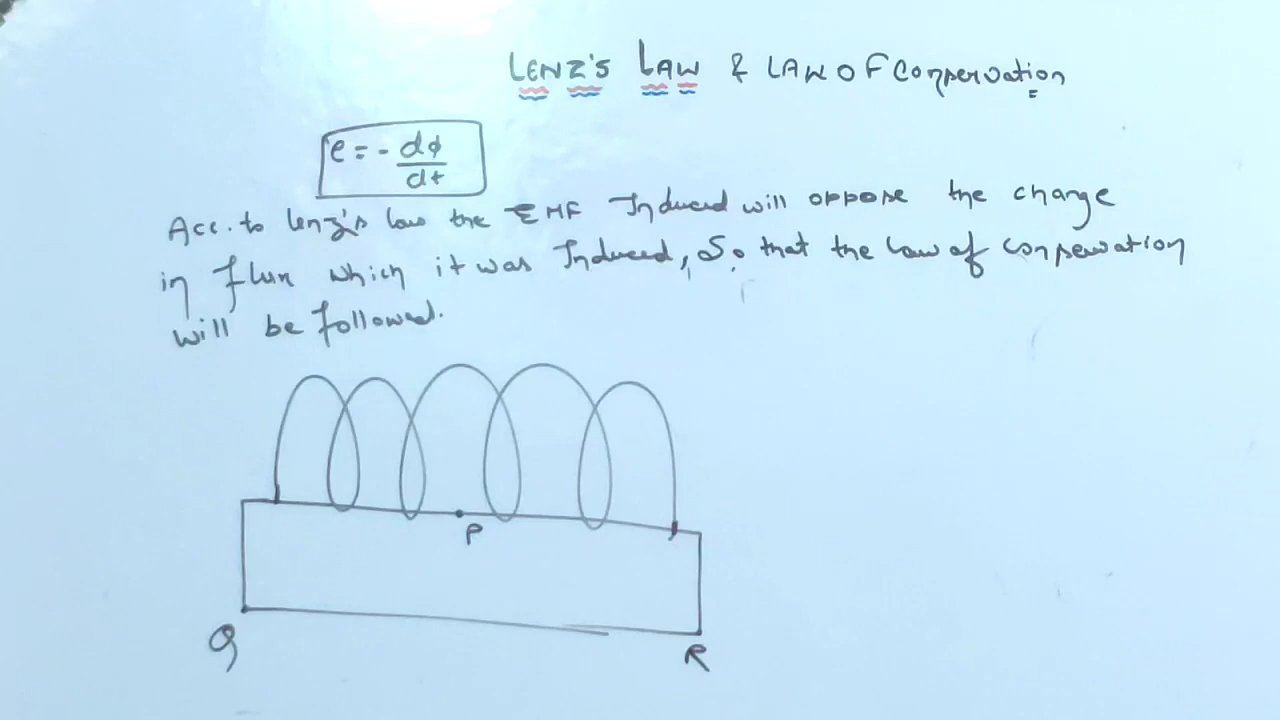 LENZ'S LAW & LAW OF Conservation
e = - dφ/dt
Acc. to Lenz's law the EMF Induced will oppose the change
in flux which it was Induced, So that the law of conservation
will be followed.
P
Q
R